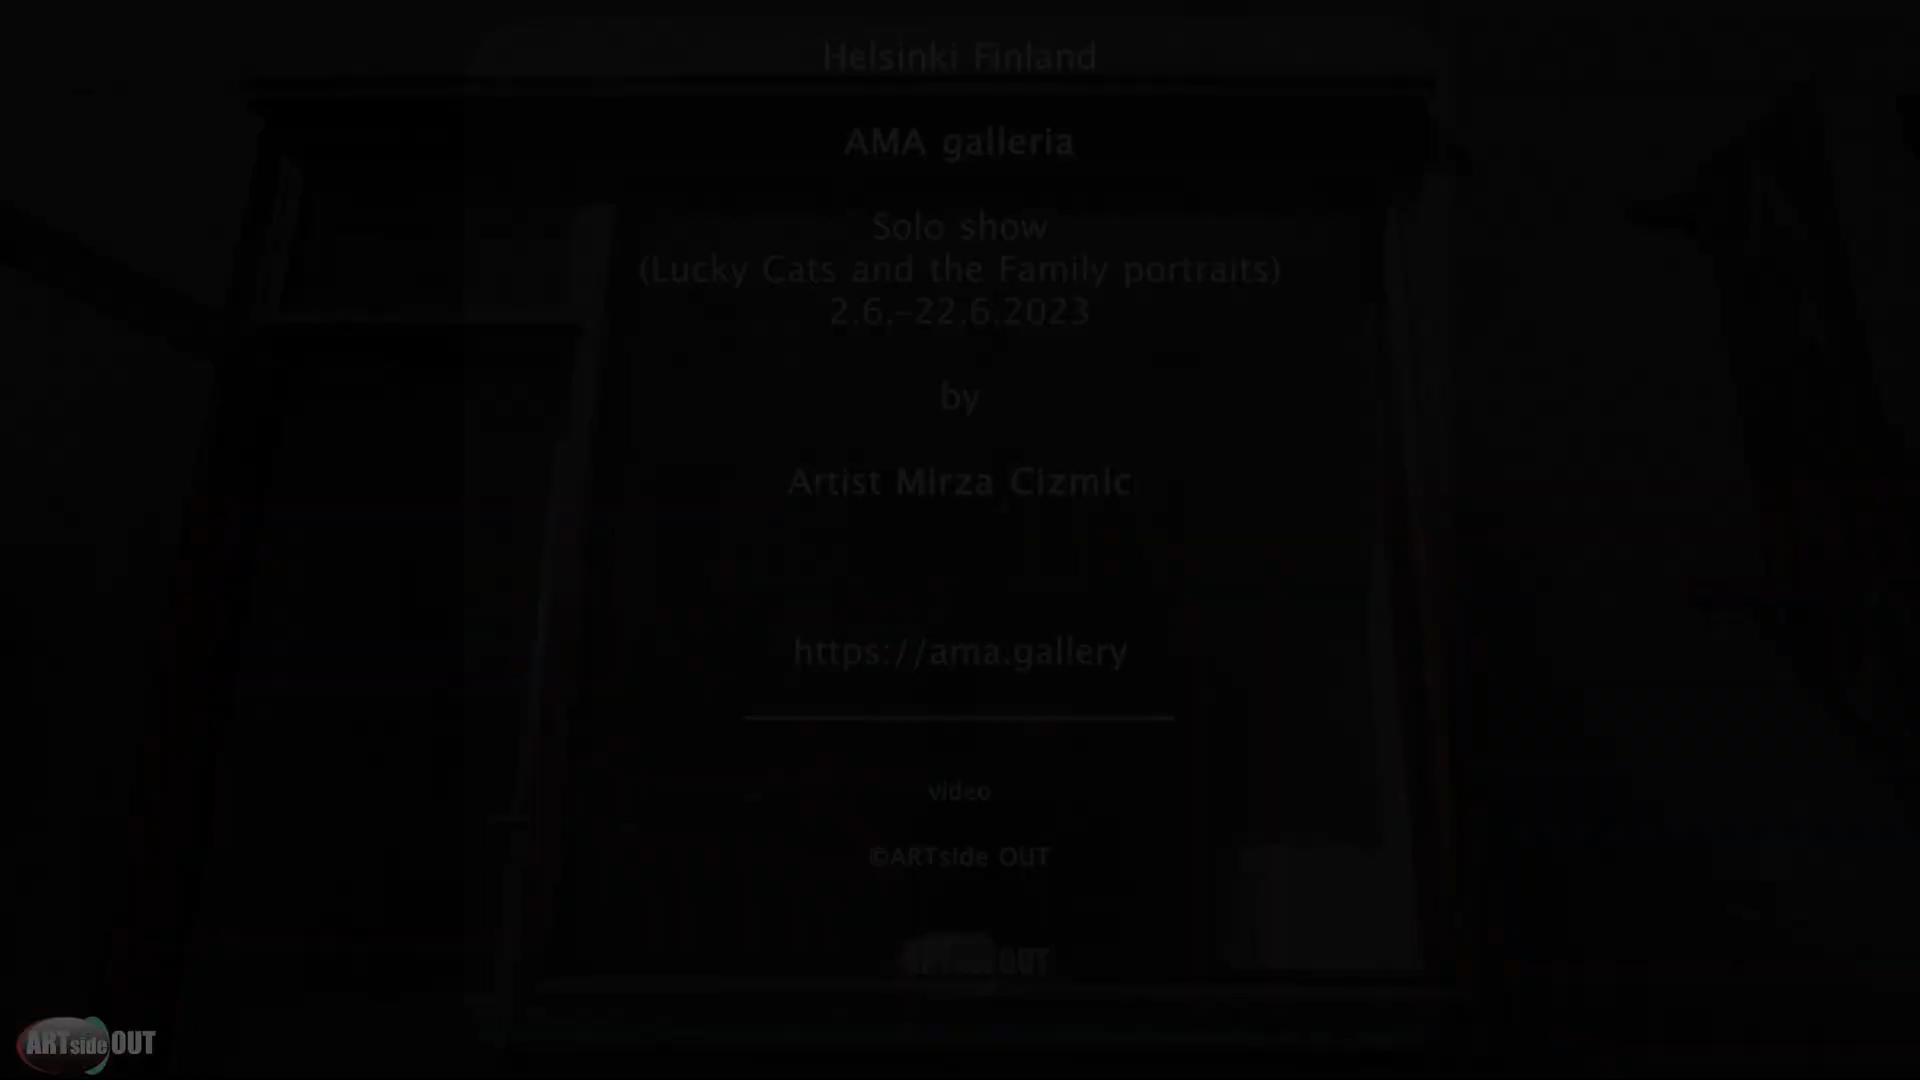 Helsinki Finland
AMA galleria
Solo show
(Lucky Cats and the Family portraits)
2.6.-22.6.2023
by
Artist Mirza Cizmic
https://ama.gallery
video
©ARTside OUT
OUT
ARTside OUT